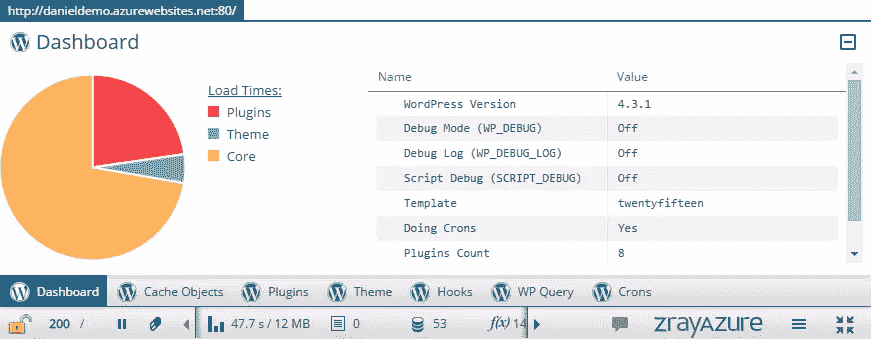 http://danieldemo.azurewebsites.net:80/
Dashboard
Load Times:
Plugins
Theme
Core
Name Value
WordPress Version 4.3.1
Debug Mode (WP_DEBUG) Off
Debug Log (WP_DEBUG_LOG) Off
Script Debug (SCRIPT_DEBUG) Off
Template twentyfifteen
Doing Crons Yes
Plugins Count 8
Dashboard Cache Objects Plugins Theme Hooks WP Query Crons
200 / 47.7 s / 12 MB 0 53 f(x) 14 zrayAzure